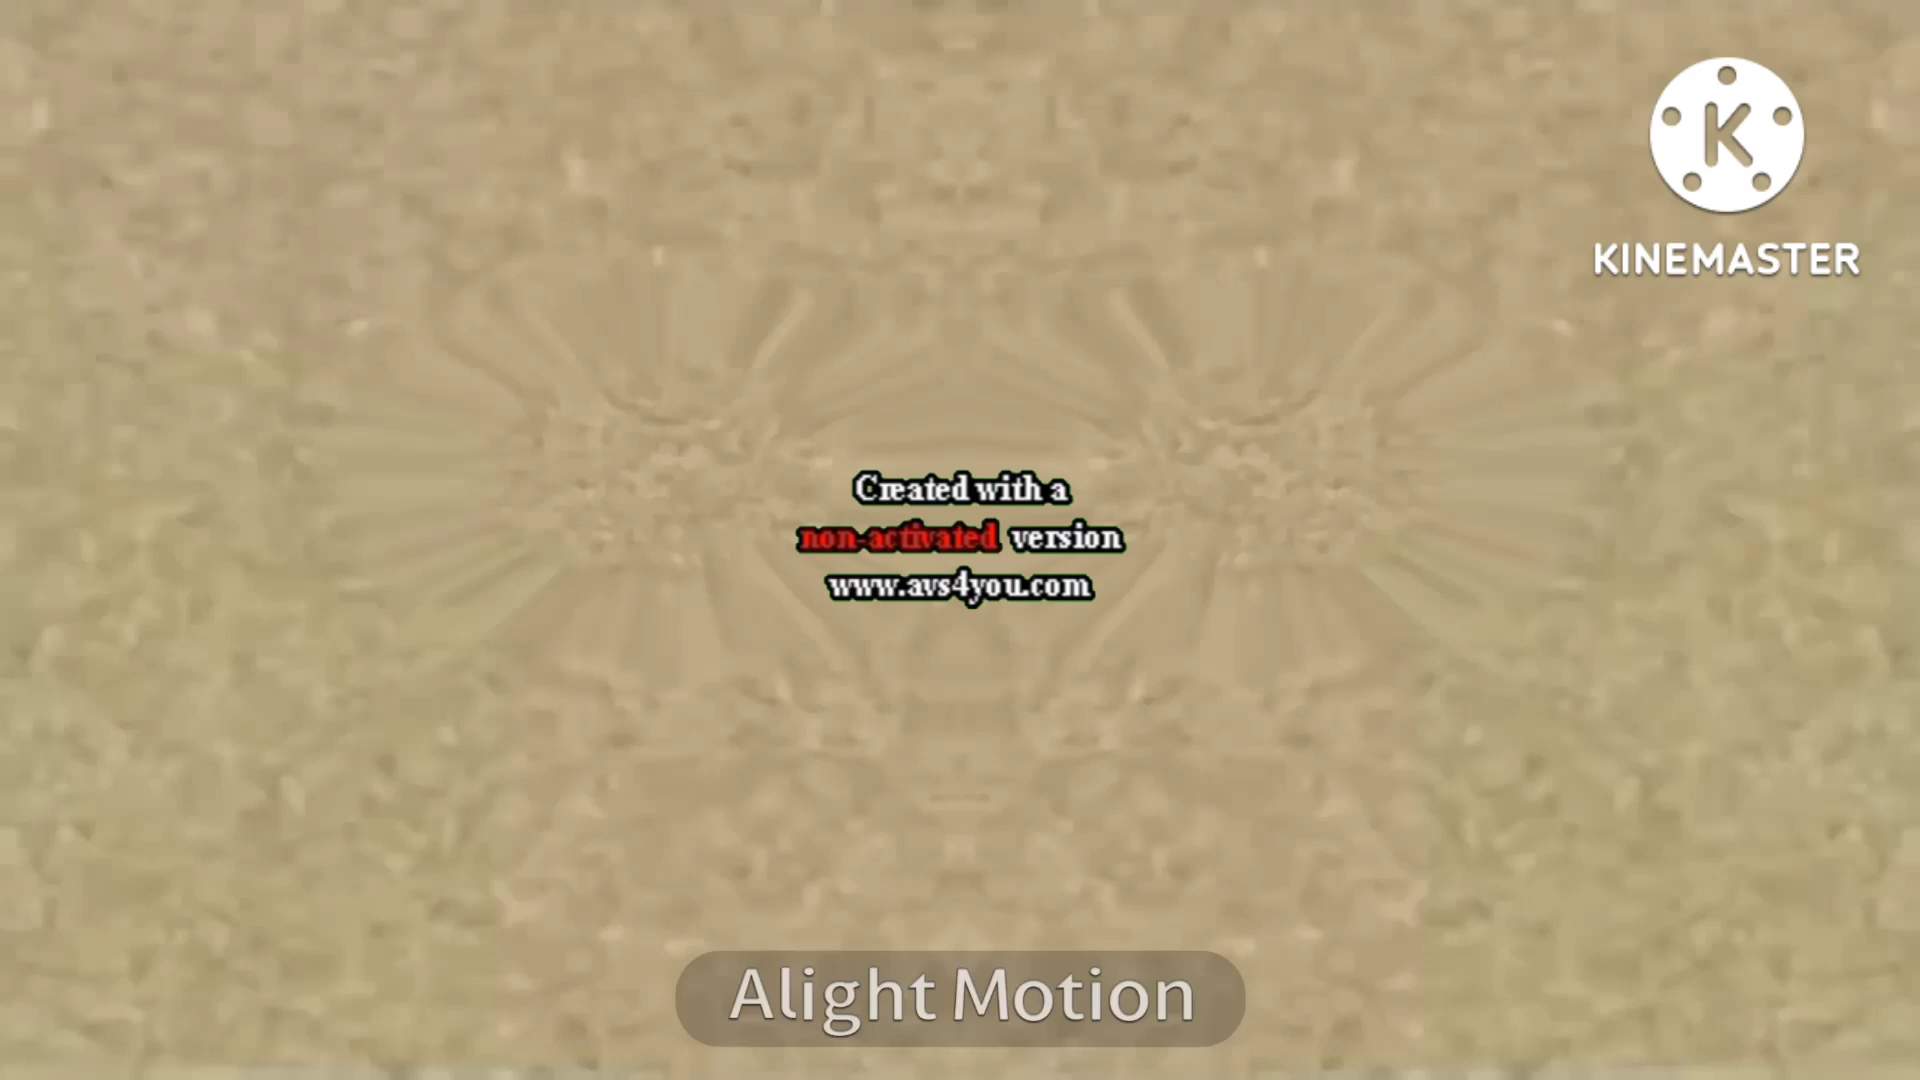 K
KINEMASTER
Created with a
non-activated version
www.avs4you.com
Alight Motion